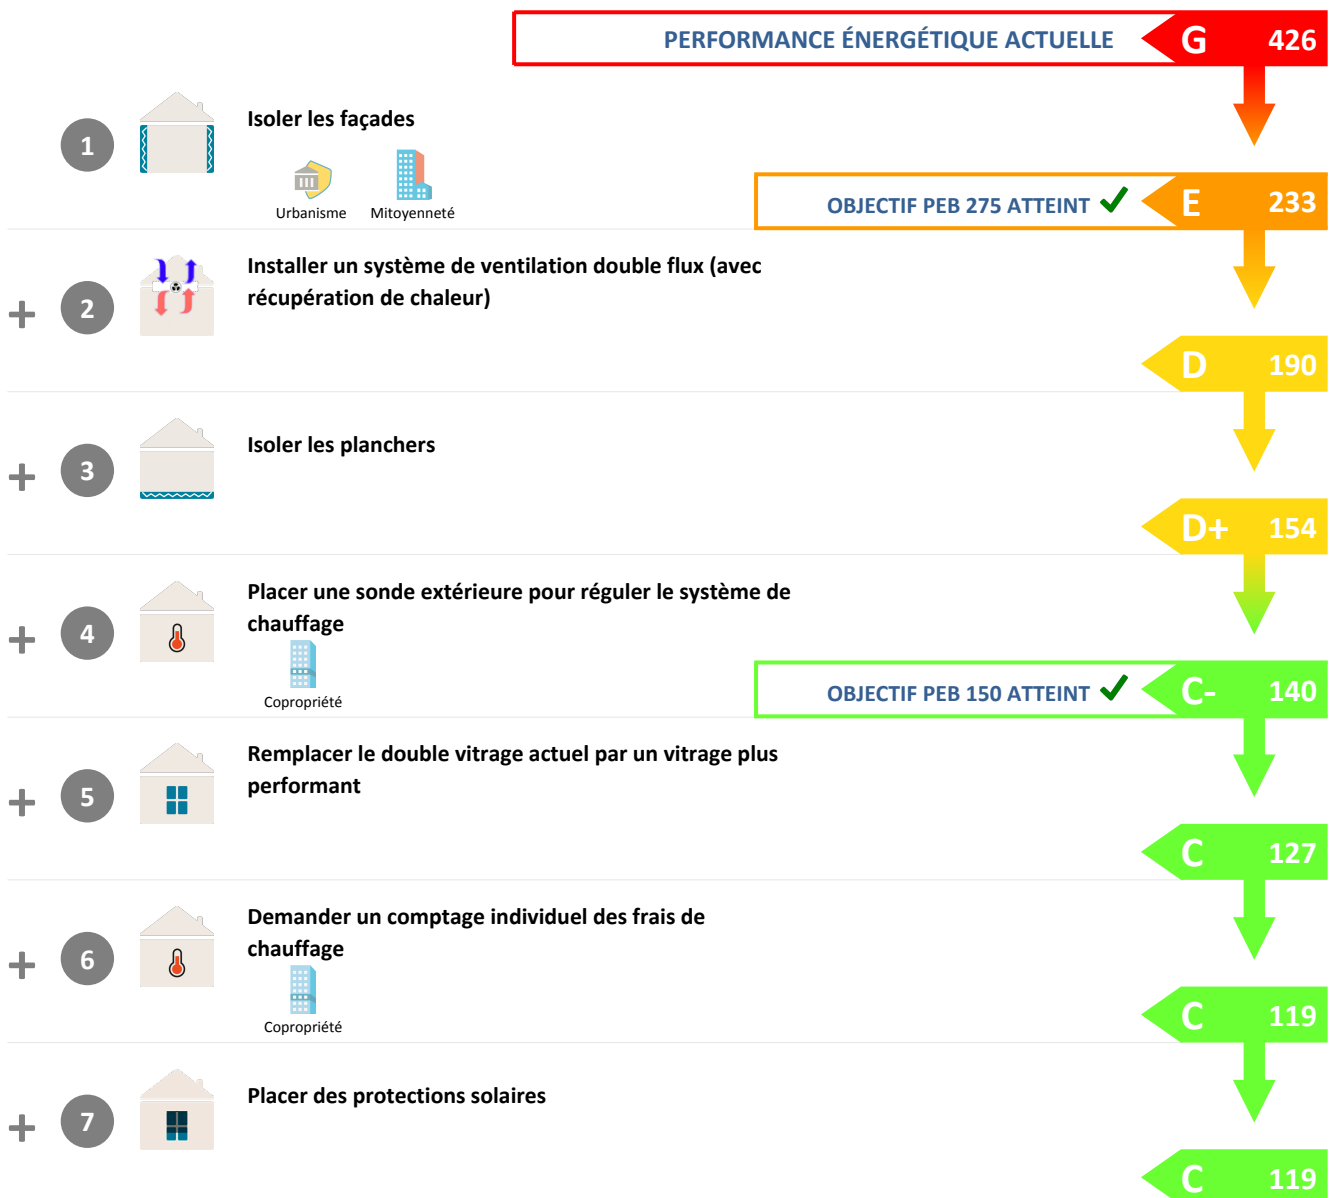 PERFORMANCE ÉNERGÉTIQUE ACTUELLE G 426
1 Isoler les façades
Urbanisme Mitoyenneté
OBJECTIF PEB 275 ATTEINT E 233
+ 2 Installer un système de ventilation double flux (avec
récupération de chaleur)
D 190
+ 3 Isoler les planchers
D+ 154
+ 4 Placer une sonde extérieure pour réguler le système de
chauffage
Copropriété
OBJECTIF PEB 150 ATTEINT C- 140
+ 5 Remplacer le double vitrage actuel par un vitrage plus
performant
C 127
+ 6 Demander un comptage individuel des frais de
chauffage
Copropriété
C 119
+ 7 Placer des protections solaires
C 119